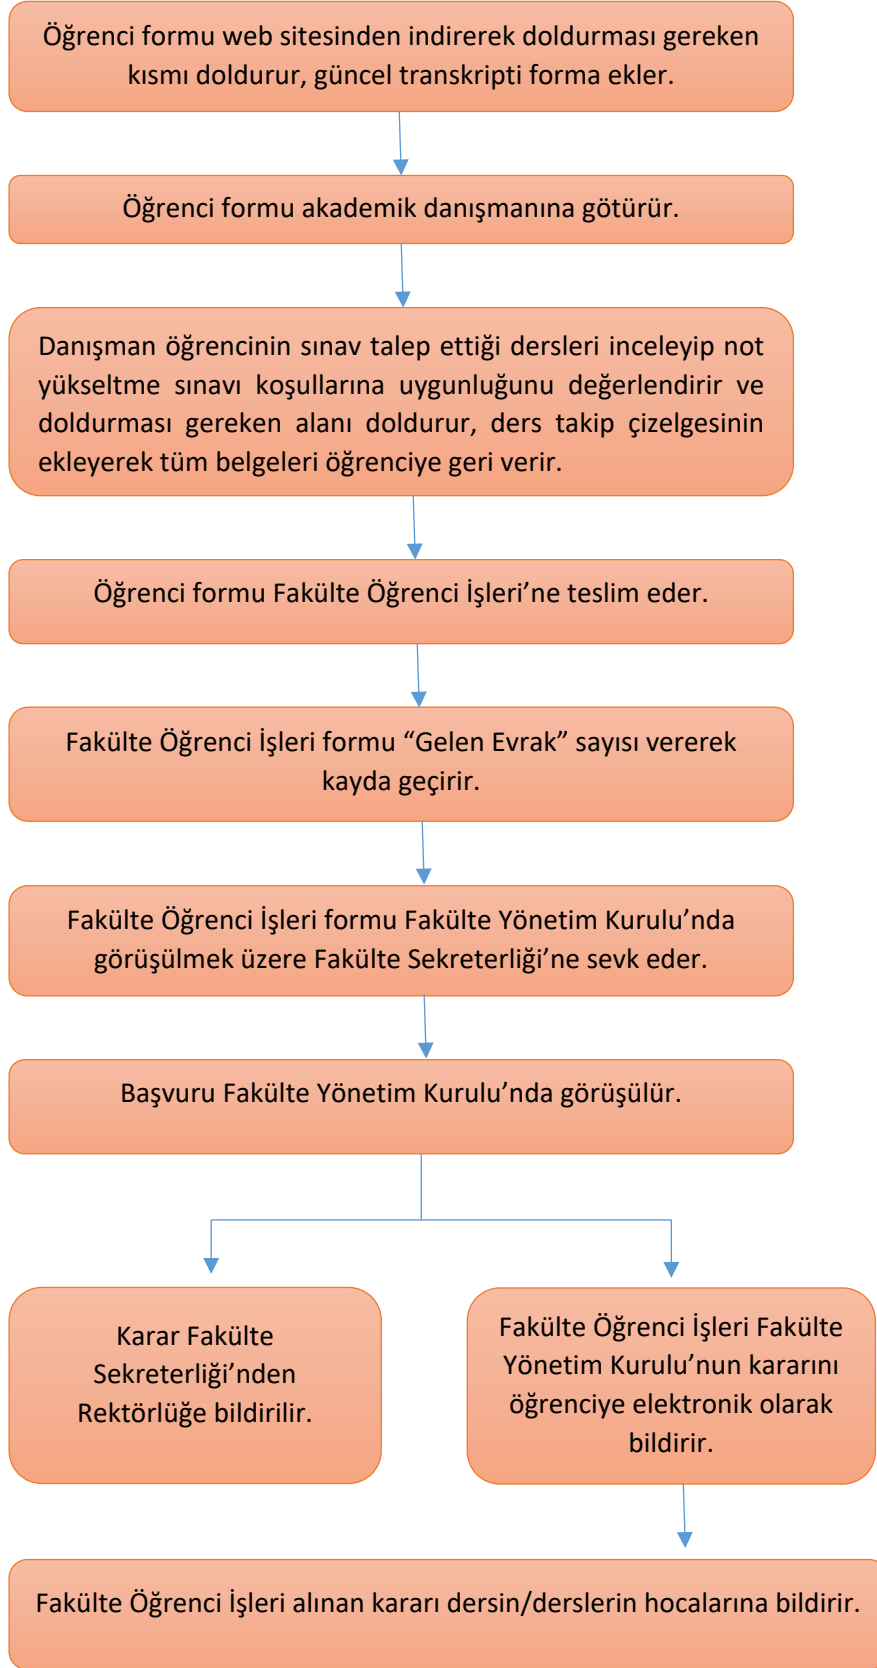 Öğrenci formu web sitesinden indirerek doldurması gereken
kısmı doldurur, güncel transkripti forma ekler.
Öğrenci formu akademik danışmanına götürür.
Danışman öğrencinin sınav talep ettiği dersleri inceleyip not
yükseltme sınavı koşullarına uygunluğunu değerlendirir ve
doldurması gereken alanı doldurur, ders takip çizelgesinin
ekleyerek tüm belgeleri öğrenciye geri verir.
Öğrenci formu Fakülte Öğrenci İşleri’ne teslim eder.
Fakülte Öğrenci İşleri formu “Gelen Evrak” sayısı vererek
kayda geçirir.
Fakülte Öğrenci İşleri formu Fakülte Yönetim Kurulu’nda
görüşülmek üzere Fakülte Sekreterliği’ne sevk eder.
Başvuru Fakülte Yönetim Kurulu’nda görüşülür.
Karar Fakülte
Sekreterliği’nden
Rektörlüğe bildirilir.
Fakülte Öğrenci İşleri Fakülte
Yönetim Kurulu’nun kararını
öğrenciye elektronik olarak
bildirir.
Fakülte Öğrenci İşleri alınan kararı dersin/derslerin hocalarına bildirir.